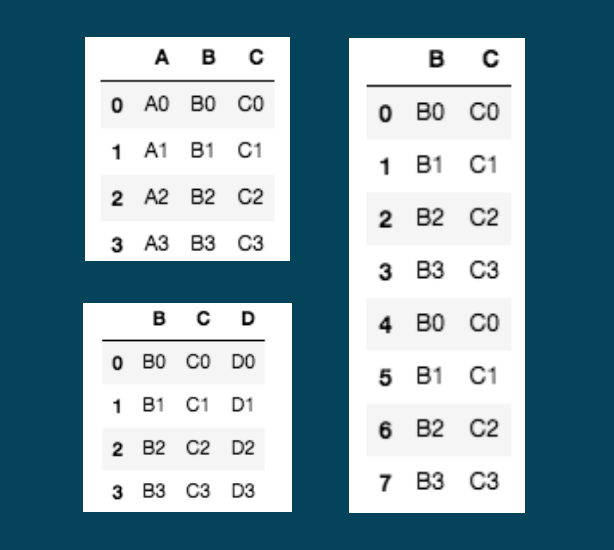 A B C
0 A0 B0 C0
1 A1 B1 C1
2 A2 B2 C2
3 A3 B3 C3
B C D
0 B0 C0 D0
1 B1 C1 D1
2 B2 C2 D2
3 B3 C3 D3
B C
0 B0 C0
1 B1 C1
2 B2 C2
3 B3 C3
4 B0 C0
5 B1 C1
6 B2 C2
7 B3 C3